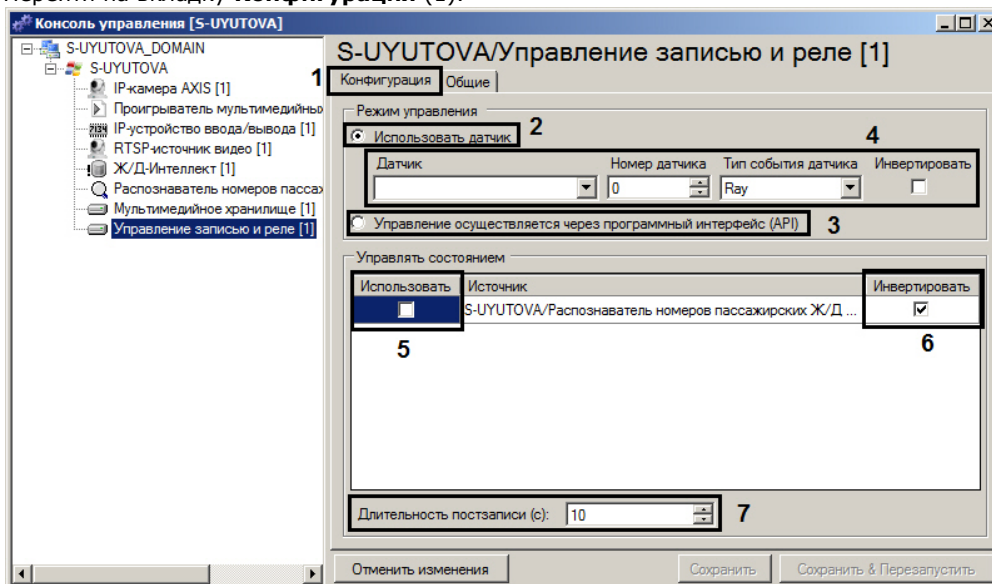 Перейти на вкладку Конфигурация (1).
Консоль управления [S-UYUTOVA]
S-UYUTOVA_DOMAIN
S-UYUTOVA
IP-камера AXIS [1]
Проигрыватель мультимедийных
IP-устройство ввода/вывода [1]
RTSP-источник видео [1]
Ж/Д-Интеллект [1]
Распознаватель номеров пассаж
Мультимедийное хранилище [1]
Управление записью и реле [1]
S-UYUTOVA/Управление записью и реле [1]
1
Конфигурация Общие
Режим управления
Использовать датчик 2
4
Датчик Номер датчика Тип события датчика Инвертировать
0 Ray
Управление осуществляется через программный интерфейс (API) 3
Управлять состоянием
Использовать Источник Инвертировать
S-UYUTOVA/Распознаватель номеров пассажирских Ж/Д ...
5 6
Длительность постзаписи (с): 10 7
Отменить изменения Сохранить Сохранить & Перезапустить